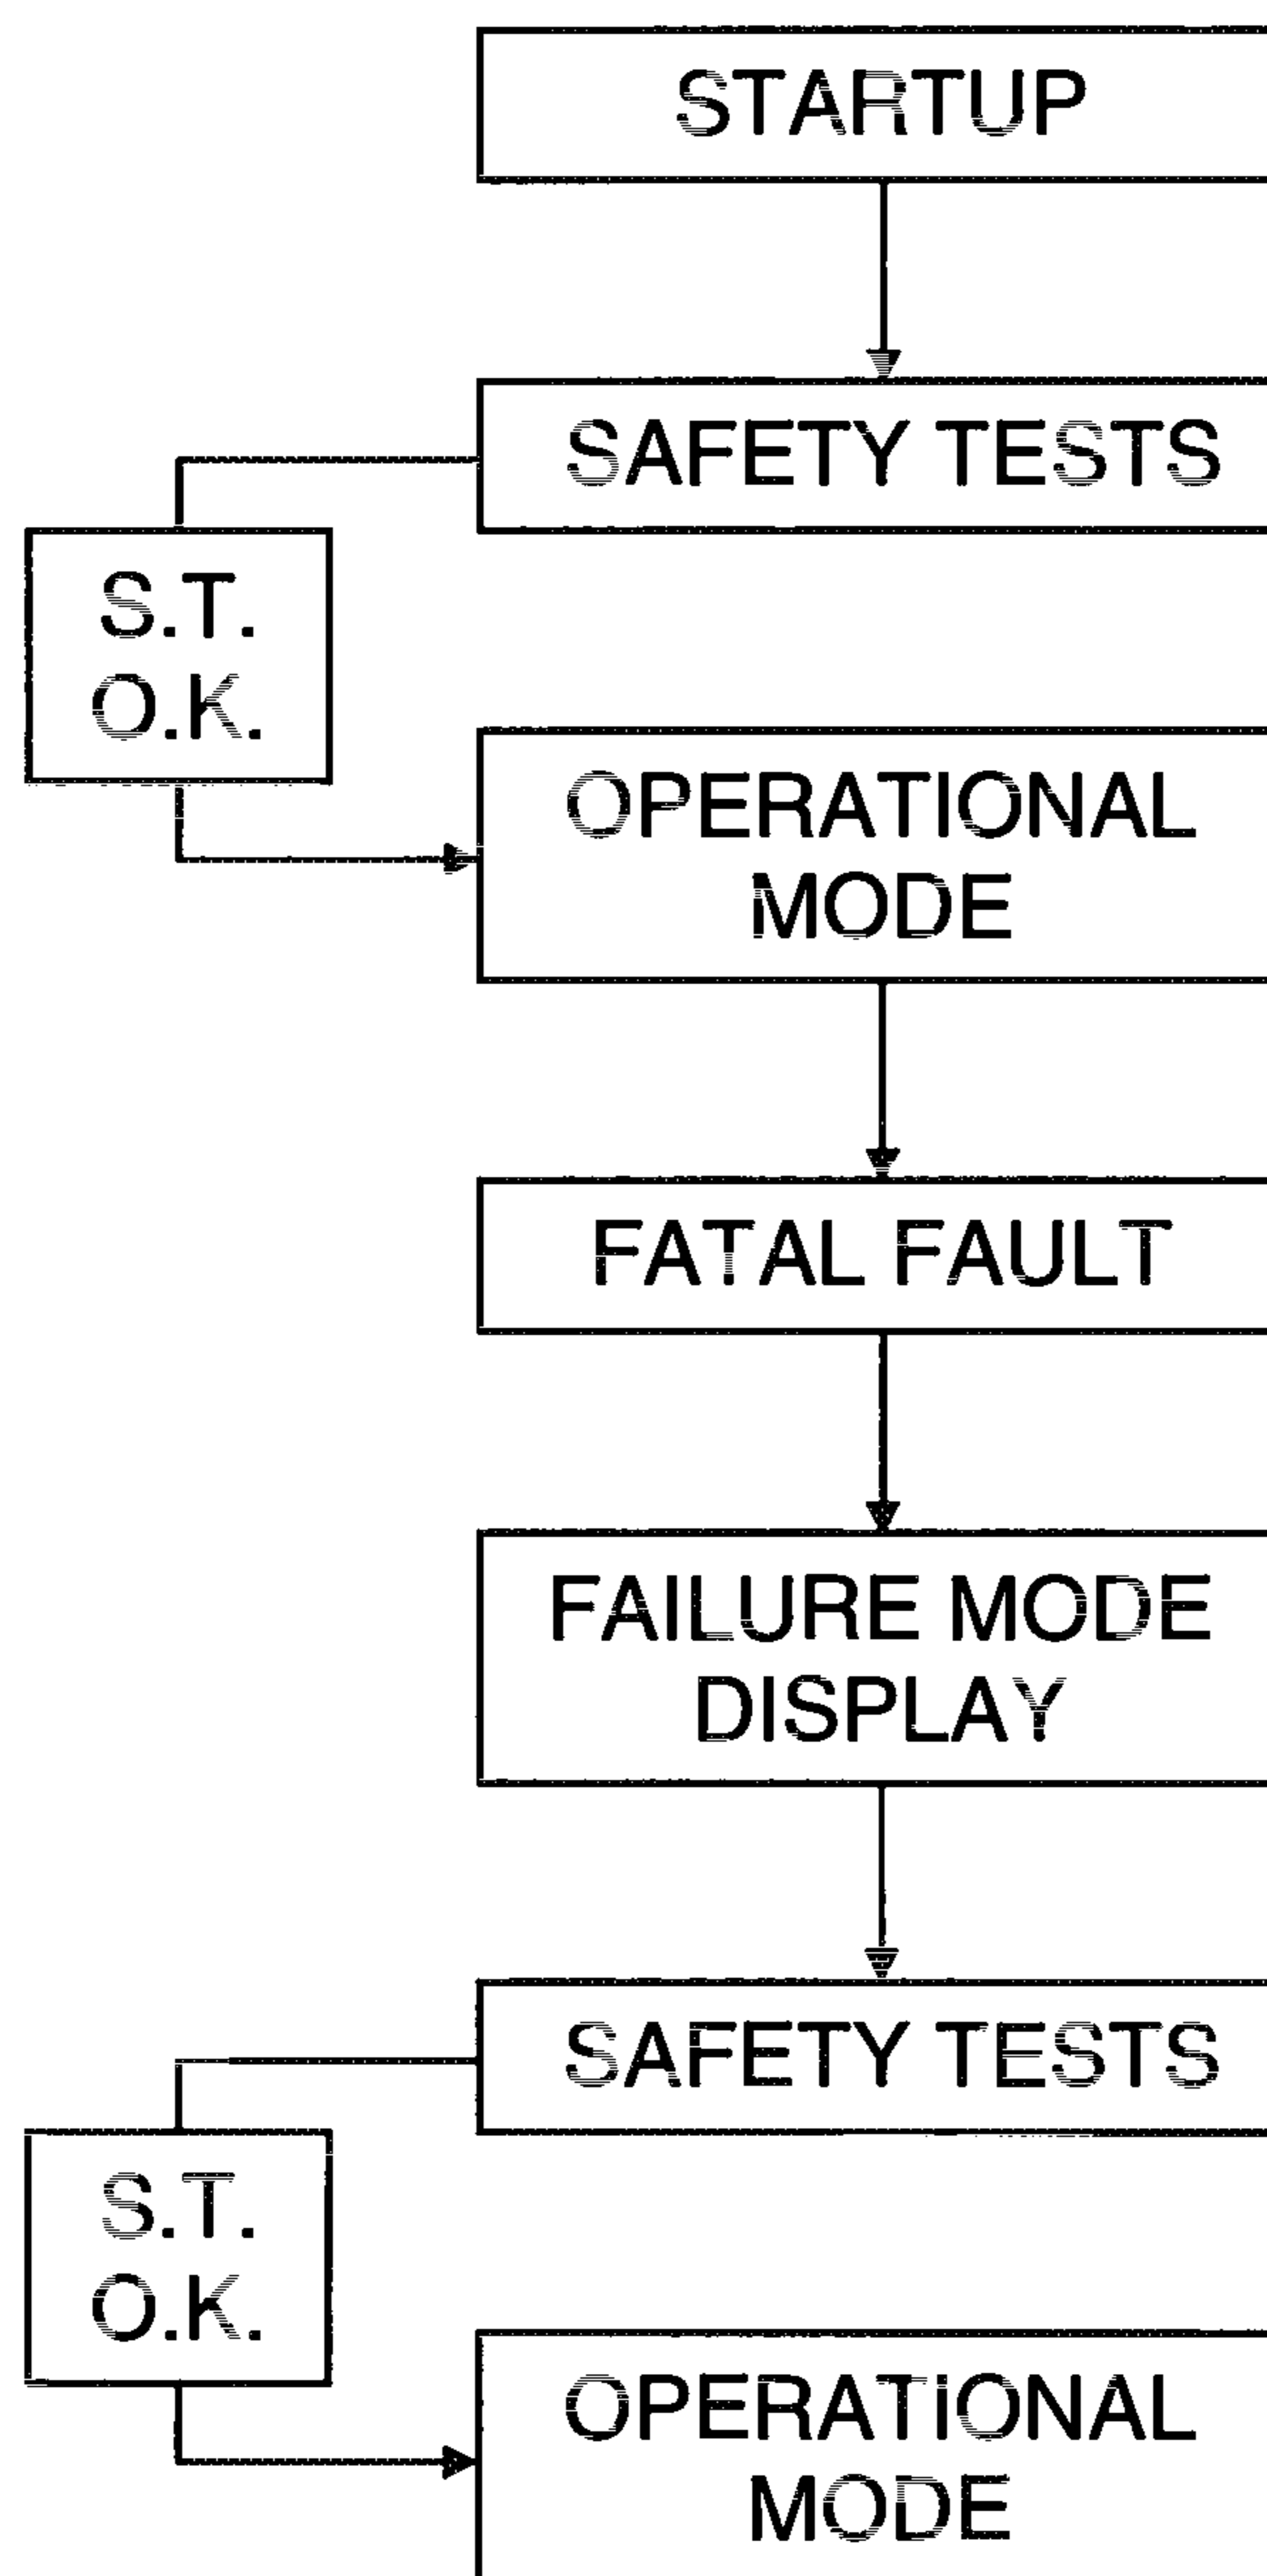 STARTUP
SAFETY TESTS
S.T.
O.K.
OPERATIONAL
MODE
FATAL FAULT
FAILURE MODE
DISPLAY
SAFETY TESTS
S.T.
O.K.
OPERATIONAL
MODE